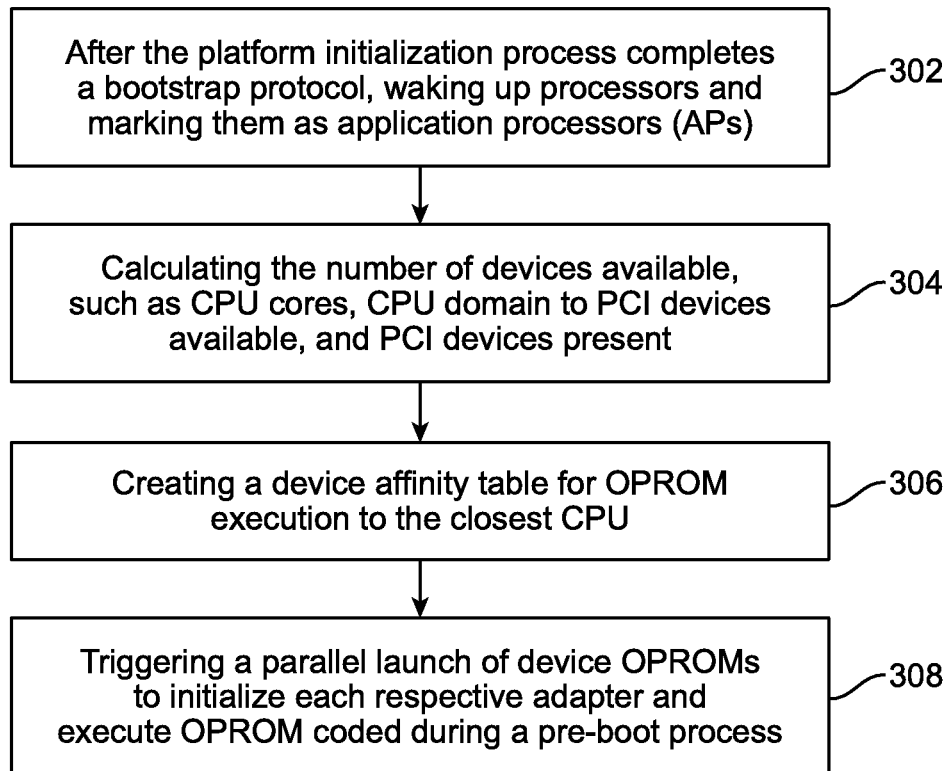 After the platform initialization process completes
a bootstrap protocol, waking up processors and
marking them as application processors (APs)
302
Calculating the number of devices available,
such as CPU cores, CPU domain to PCI devices
available, and PCI devices present
304
Creating a device affinity table for OPROM
execution to the closest CPU
306
Triggering a parallel launch of device OPROMs
to initialize each respective adapter and
execute OPROM coded during a pre-boot process
308